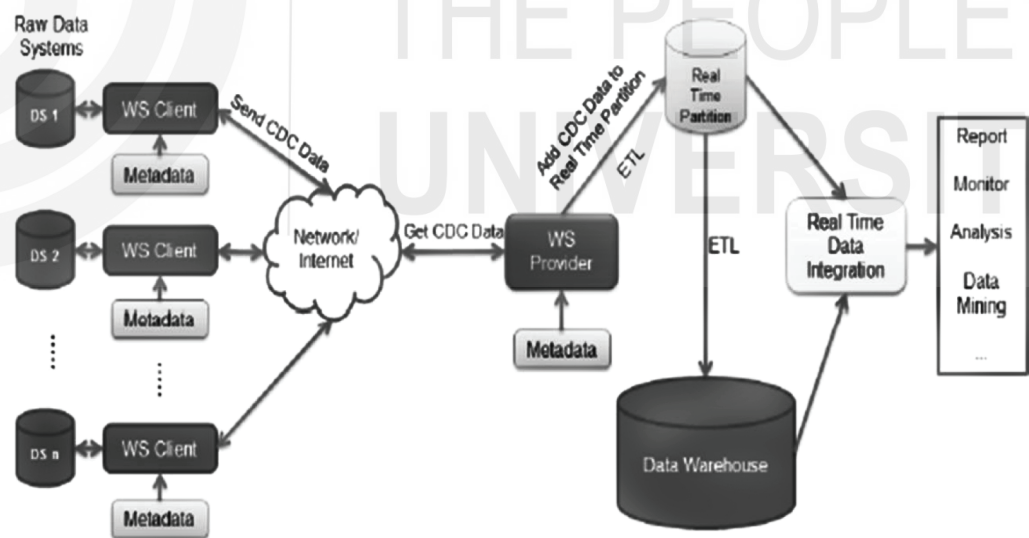 THE PEOPLE
UNIVERSIT
Raw Data
Systems
DS 1
WS Client
Metadata
Send CDC Data
DS 2
WS Client
Metadata
DS n
WS Client
Metadata
Network/
Internet
Get CDC Data
WS
Provider
Metadata
Add CDC Data to
Real Time Partition
ETL
Real
Time
Partition
ETL
Data Warehouse
Real Time
Data
Integration
Report
Monitor
Analysis
Data
Mining
...